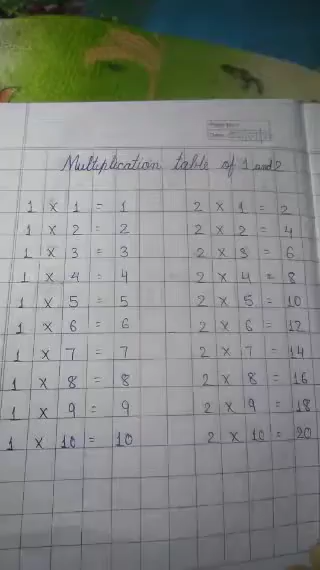 Multiplication table of 1 and 2
1 x 1 = 1 2 x 1 = 2
1 x 2 = 2 2 x 2 = 4
1 x 3 = 3 2 x 3 = 6
1 x 4 = 4 2 x 4 = 8
1 x 5 = 5 2 x 5 = 10
1 x 6 = 6 2 x 6 = 12
1 x 7 = 7 2 x 7 = 14
1 x 8 = 8 2 x 8 = 16
1 x 9 = 9 2 x 9 = 18
1 x 10 = 10 2 x 10 = 20